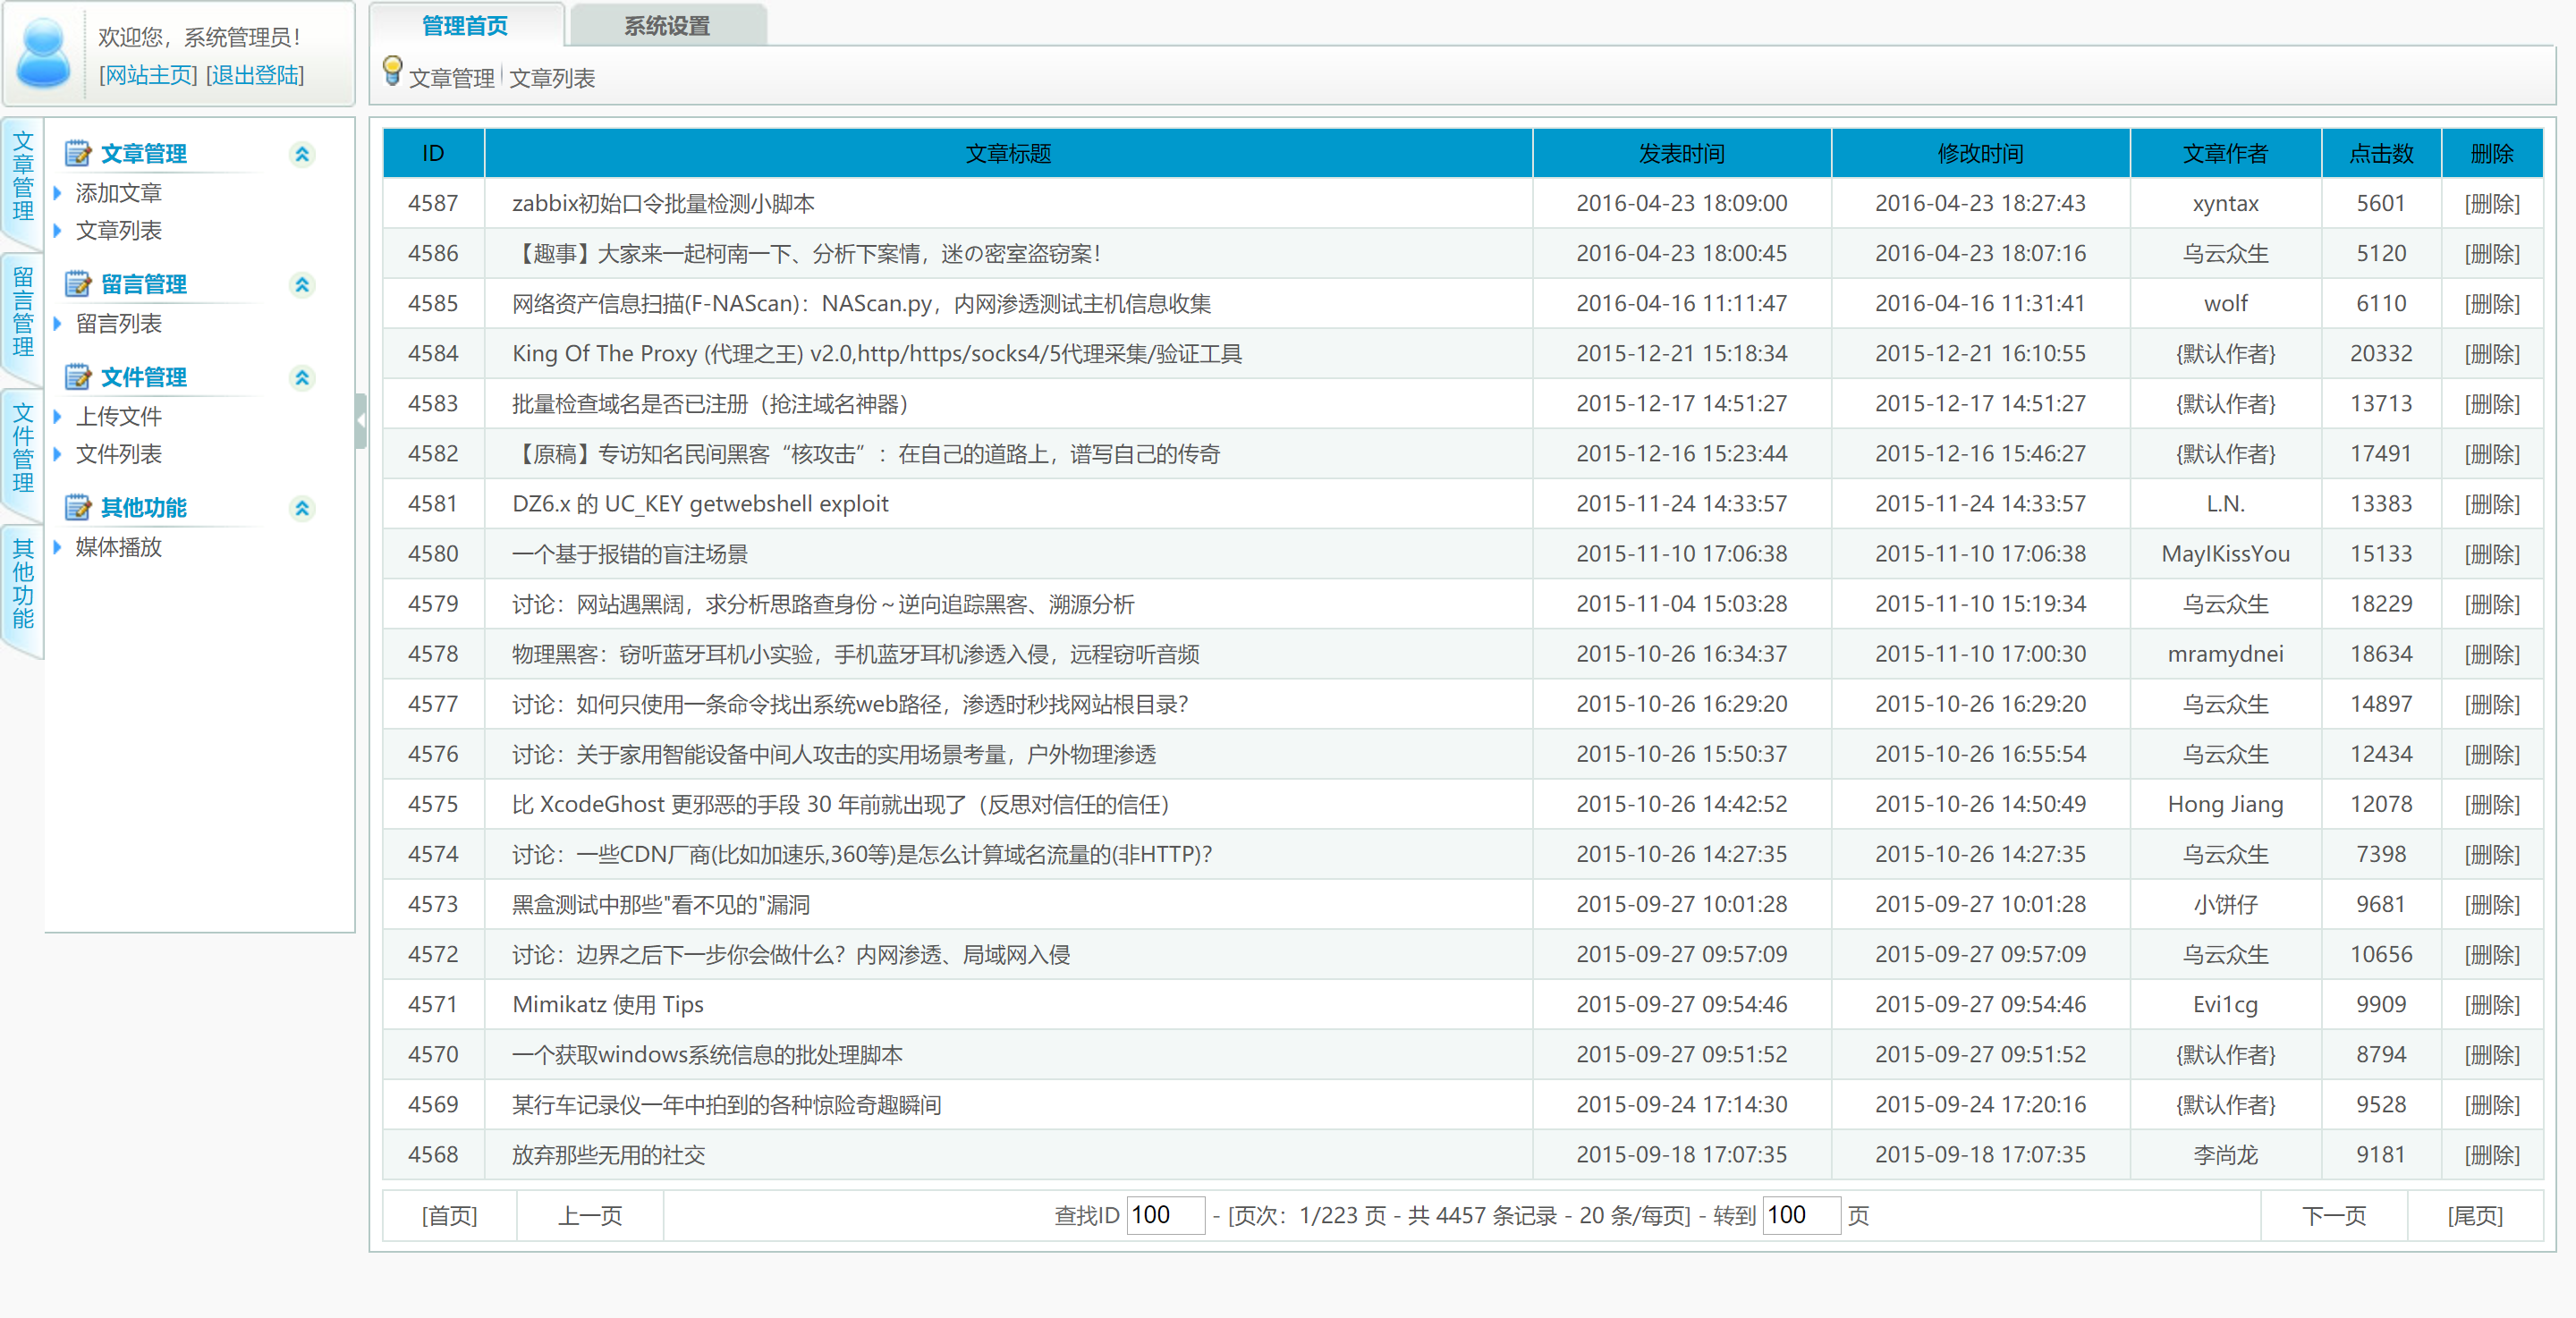 欢迎您，系统管理员！
[网站主页] [退出登陆]
管理首页
系统设置
文章管理 文章列表
文章管理
留言管理
文件管理
其他功能
文章管理
添加文章
文章列表
留言管理
留言列表
文件管理
上传文件
文件列表
其他功能
媒体播放
ID 文章标题 发表时间 修改时间 文章作者 点击数 删除
4587 zabbix初始口令批量检测小脚本 2016-04-23 18:09:00 2016-04-23 18:27:43 xyntax 5601 [删除]
4586 【趣事】大家来一起柯南一下、分析下案情，迷の密室盗窃案！ 2016-04-23 18:00:45 2016-04-23 18:07:16 乌云众生 5120 [删除]
4585 网络资产信息扫描(F-NAScan)：NAScan.py，内网渗透测试主机信息收集 2016-04-16 11:11:47 2016-04-16 11:31:41 wolf 6110 [删除]
4584 King Of The Proxy (代理之王) v2.0,http/https/socks4/5代理采集/验证工具 2015-12-21 15:18:34 2015-12-21 16:10:55 {默认作者} 20332 [删除]
4583 批量检查域名是否已注册（抢注域名神器） 2015-12-17 14:51:27 2015-12-17 14:51:27 {默认作者} 13713 [删除]
4582 【原稿】专访知名民间黑客“核攻击”：在自己的道路上，谱写自己的传奇 2015-12-16 15:23:44 2015-12-16 15:46:27 {默认作者} 17491 [删除]
4581 DZ6.x 的 UC_KEY getwebshell exploit 2015-11-24 14:33:57 2015-11-24 14:33:57 L.N. 13383 [删除]
4580 一个基于报错的盲注场景 2015-11-10 17:06:38 2015-11-10 17:06:38 MayIKissYou 15133 [删除]
4579 讨论：网站遇黑阔，求分析思路查身份～逆向追踪黑客、溯源分析 2015-11-04 15:03:28 2015-11-10 15:19:34 乌云众生 18229 [删除]
4578 物理黑客：窃听蓝牙耳机小实验，手机蓝牙耳机渗透入侵，远程窃听音频 2015-10-26 16:34:37 2015-11-10 17:00:30 mramydnei 18634 [删除]
4577 讨论：如何只使用一条命令找出系统web路径，渗透时秒找网站根目录？ 2015-10-26 16:29:20 2015-10-26 16:29:20 乌云众生 14897 [删除]
4576 讨论：关于家用智能设备中间人攻击的实用场景考量，户外物理渗透 2015-10-26 15:50:37 2015-10-26 16:55:54 乌云众生 12434 [删除]
4575 比 XcodeGhost 更邪恶的手段 30 年前就出现了（反思对信任的信任） 2015-10-26 14:42:52 2015-10-26 14:50:49 Hong Jiang 12078 [删除]
4574 讨论：一些CDN厂商(比如加速乐,360等)是怎么计算域名流量的(非HTTP)？ 2015-10-26 14:27:35 2015-10-26 14:27:35 乌云众生 7398 [删除]
4573 黑盒测试中那些"看不见的"漏洞 2015-09-27 10:01:28 2015-09-27 10:01:28 小饼仔 9681 [删除]
4572 讨论：边界之后下一步你会做什么？内网渗透、局域网入侵 2015-09-27 09:57:09 2015-09-27 09:57:09 乌云众生 10656 [删除]
4571 Mimikatz 使用 Tips 2015-09-27 09:54:46 2015-09-27 09:54:46 Evi1cg 9909 [删除]
4570 一个获取windows系统信息的批处理脚本 2015-09-27 09:51:52 2015-09-27 09:51:52 {默认作者} 8794 [删除]
4569 某行车记录仪一年中拍到的各种惊险奇趣瞬间 2015-09-24 17:14:30 2015-09-24 17:20:16 {默认作者} 9528 [删除]
4568 放弃那些无用的社交 2015-09-18 17:07:35 2015-09-18 17:07:35 李尚龙 9181 [删除]
[首页] 上一页 查找ID 100 - [页次：1/223 页 - 共 4457 条记录 - 20 条/每页] - 转到 100 页 下一页 [尾页]